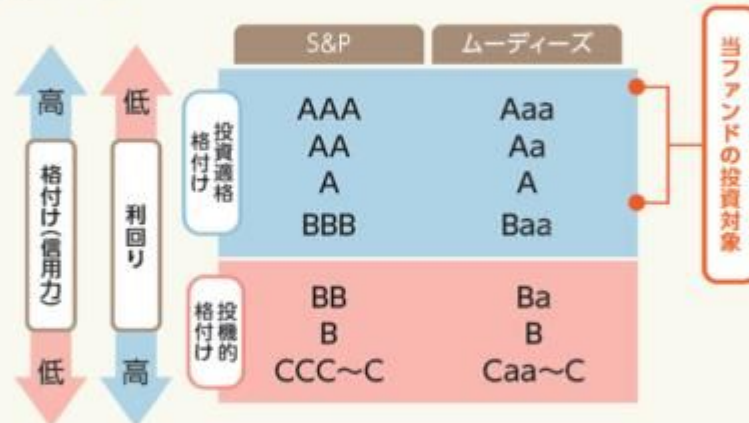 S&P ムーディーズ
高 低
格付け(信用力)
利回り
低 高
投資適格
格付け
AAA Aaa
AA Aa
A A
BBB Baa
投機的
格付け
BB Ba
B B
CCC～C Caa～C
当ファンドの投資対象